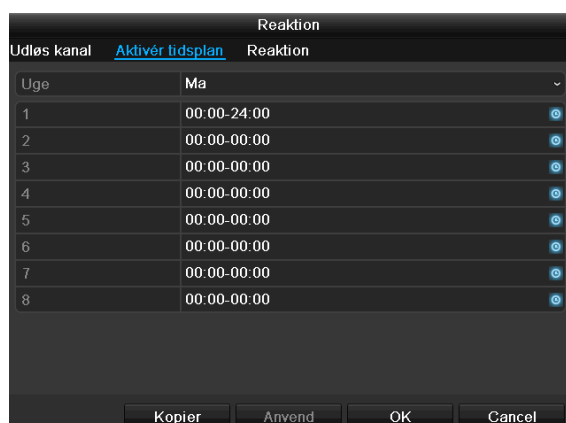 Reaktion
Udløs kanal Aktivér tidsplan Reaktion
Uge Ma
1 00:00-24:00
2 00:00-00:00
3 00:00-00:00
4 00:00-00:00
5 00:00-00:00
6 00:00-00:00
7 00:00-00:00
8 00:00-00:00
Kopier Anvend OK Cancel